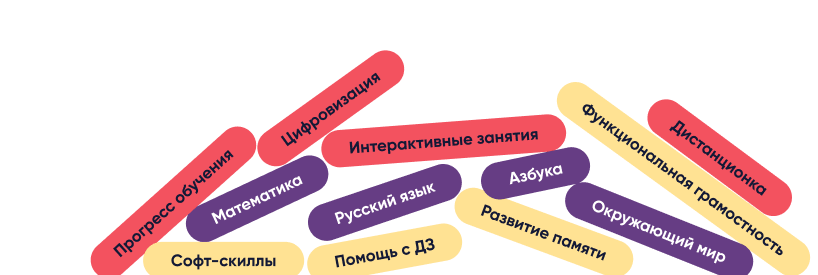 Цифровизация
Интерактивные занятия
Функциональная грамостность
Дистанционка
Прогресс обучения
Математика
Русский язык
Азбука
Развитие памяти
Окружающий мир
Софт-скиллы
Помощь с ДЗ